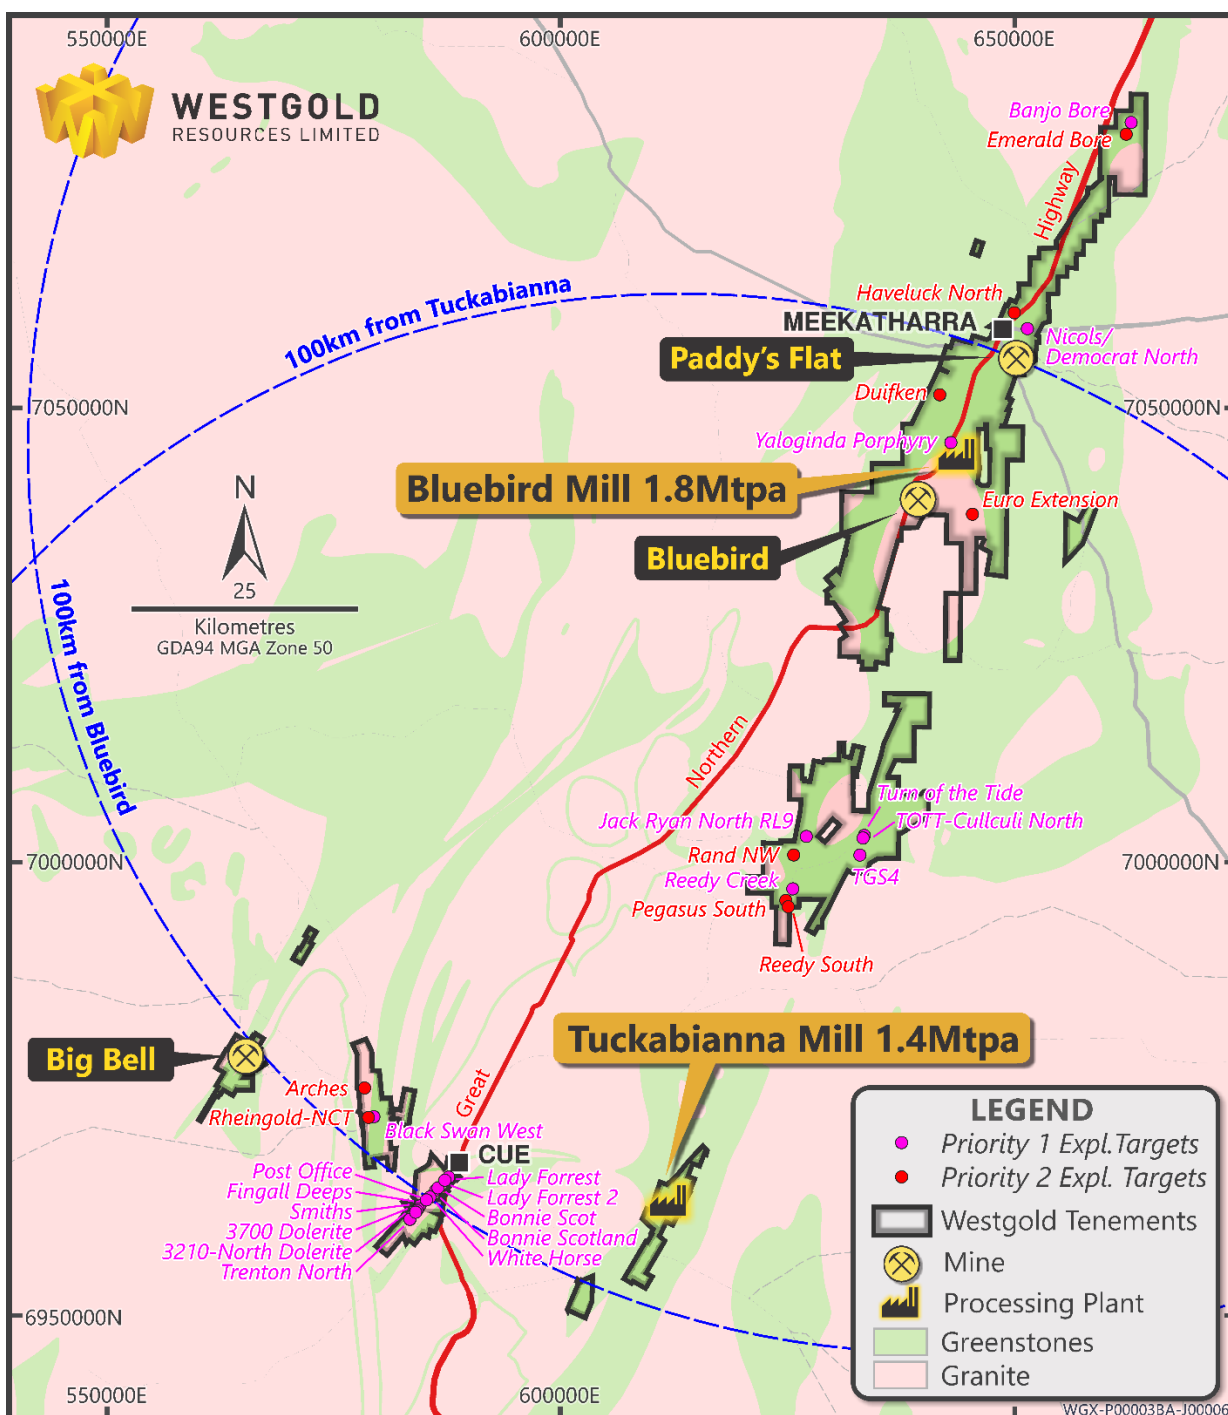 550000E
600000E
650000E
WESTGOLD
RESOURCES LIMITED
Banjo Bore
Emerald Bore
Highway
100km from Tuckabianna
Haveluck North
MEEKATHARRA
Nicols/
Democrat North
Paddy's Flat
Duifken
7050000N
7050000N
Yaloginda Porphyry
Bluebird Mill 1.8Mtpa
Euro Extension
Bluebird
N
25
Kilometres
GDA94 MGA Zone 50
100km from Bluebird
Northern
Turn of the Tide
Jack Ryan North RL9
TOTT-Cullculi North
Rand NW
7000000N
7000000N
Reedy Creek
TGS4
Pegasus South
Reedy South
Tuckabianna Mill 1.4Mtpa
Big Bell
Arches
Great
Rheingold-NCT
Black Swan West
CUE
Post Office
Fingall Deeps
Smiths
3700 Dolerite
3210-North Dolerite
Trenton North
Lady Forrest
Lady Forrest 2
Bonnie Scot
Bonnie Scotland
White Horse
6950000N
LEGEND
Priority 1 Expl.Targets
Priority 2 Expl. Targets
Westgold Tenements
Mine
Processing Plant
Greenstones
Granite
550000E
600000E
WGX-P00003BA-J00006